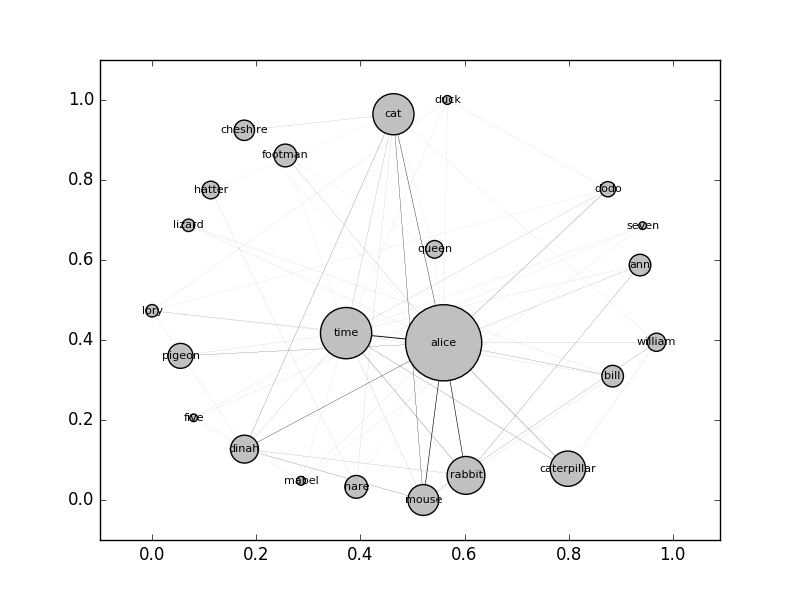 1.0
0.8
0.6
0.4
0.2
0.0
duck
cat
cheshire
footman
hatter
dodo
lizard
seven
queen
ann
lory
time
alice
william
pigeon
bill
five
dinah
caterpillar
rabbit
mabel
hare
mouse
0.0 0.2 0.4 0.6 0.8 1.0